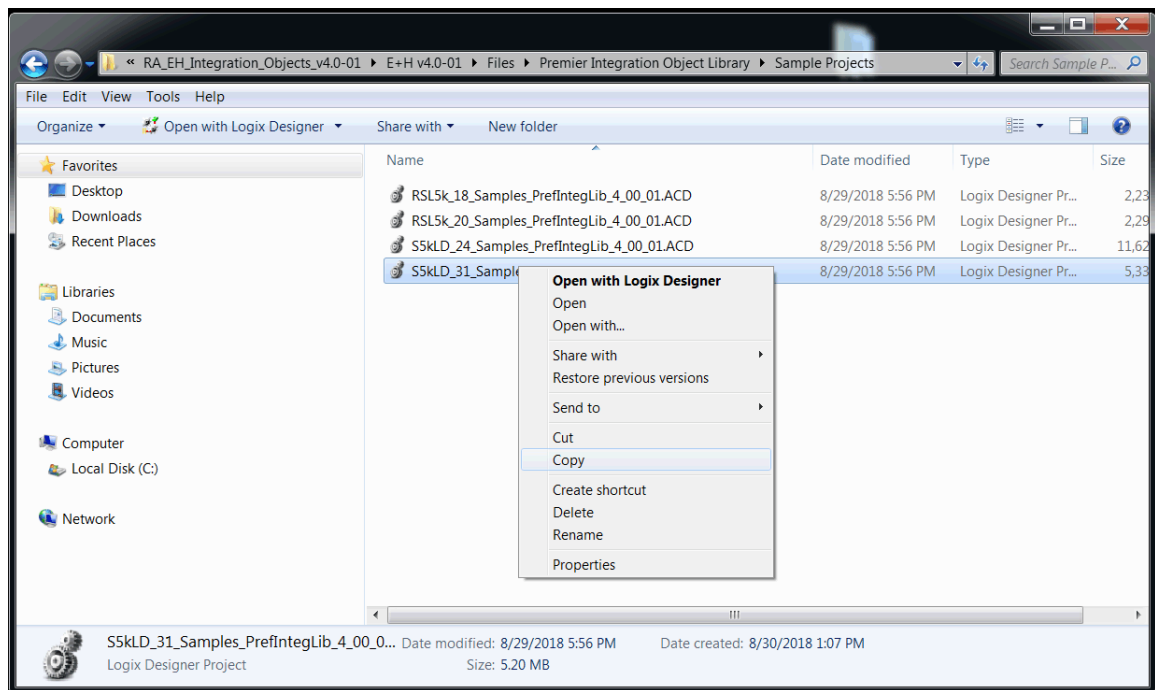 « RA_EH_Integration_Objects_v4.0-01 E+H v4.0-01 Files Premier Integration Object Library Sample Projects Search Sample P...
File Edit View Tools Help
Organize Open with Logix Designer Share with New folder
Favorites
Desktop
Downloads
Recent Places
Libraries
Documents
Music
Pictures
Videos
Computer
Local Disk (C:)
Network
Name Date modified Type Size
RSL5k_18_Samples_PrefIntegLib_4_00_01.ACD 8/29/2018 5:56 PM Logix Designer Pr... 2,23
RSL5k_20_Samples_PrefIntegLib_4_00_01.ACD 8/29/2018 5:56 PM Logix Designer Pr... 2,29
S5kLD_24_Samples_PrefIntegLib_4_00_01.ACD 8/29/2018 5:56 PM Logix Designer Pr... 11,62
S5kLD_31_Sample 8/29/2018 5:56 PM Logix Designer Pr... 5,33
Open with Logix Designer
Open
Open with...
Share with
Restore previous versions
Send to
Cut
Copy
Create shortcut
Delete
Rename
Properties
S5kLD_31_Samples_PrefIntegLib_4_00_0... Date modified: 8/29/2018 5:56 PM Date created: 8/30/2018 1:07 PM
Logix Designer Project Size: 5.20 MB